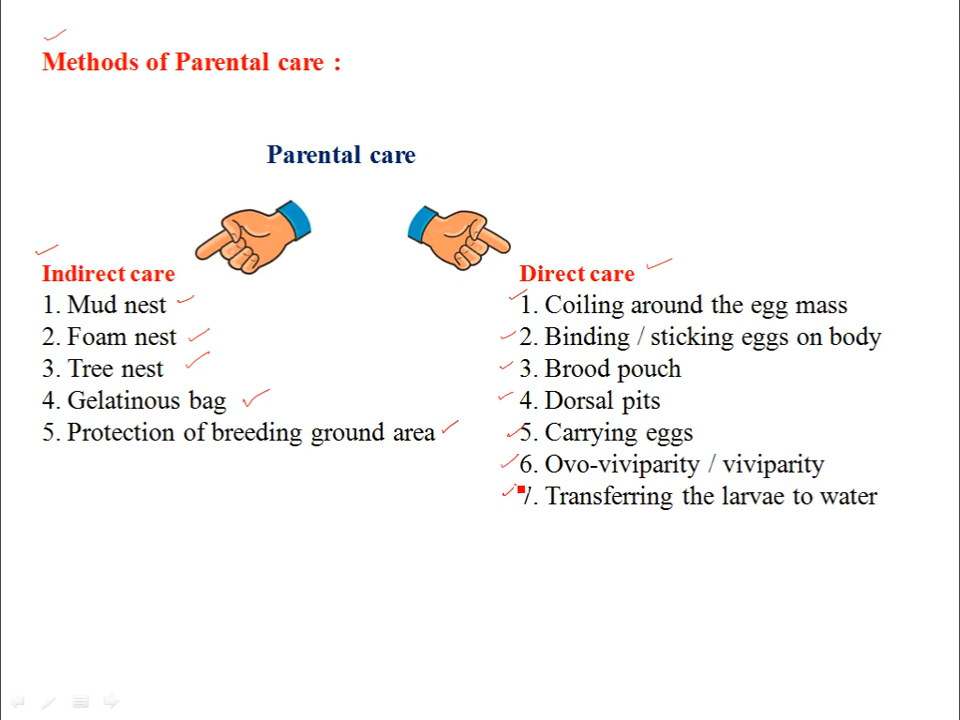 Methods of Parental care :
Parental care
Indirect care
1. Mud nest
2. Foam nest
3. Tree nest
4. Gelatinous bag
5. Protection of breeding ground area
Direct care
1. Coiling around the egg mass
2. Binding / sticking eggs on body
3. Brood pouch
4. Dorsal pits
5. Carrying eggs
6. Ovo-viviparity / viviparity
7. Transferring the larvae to water